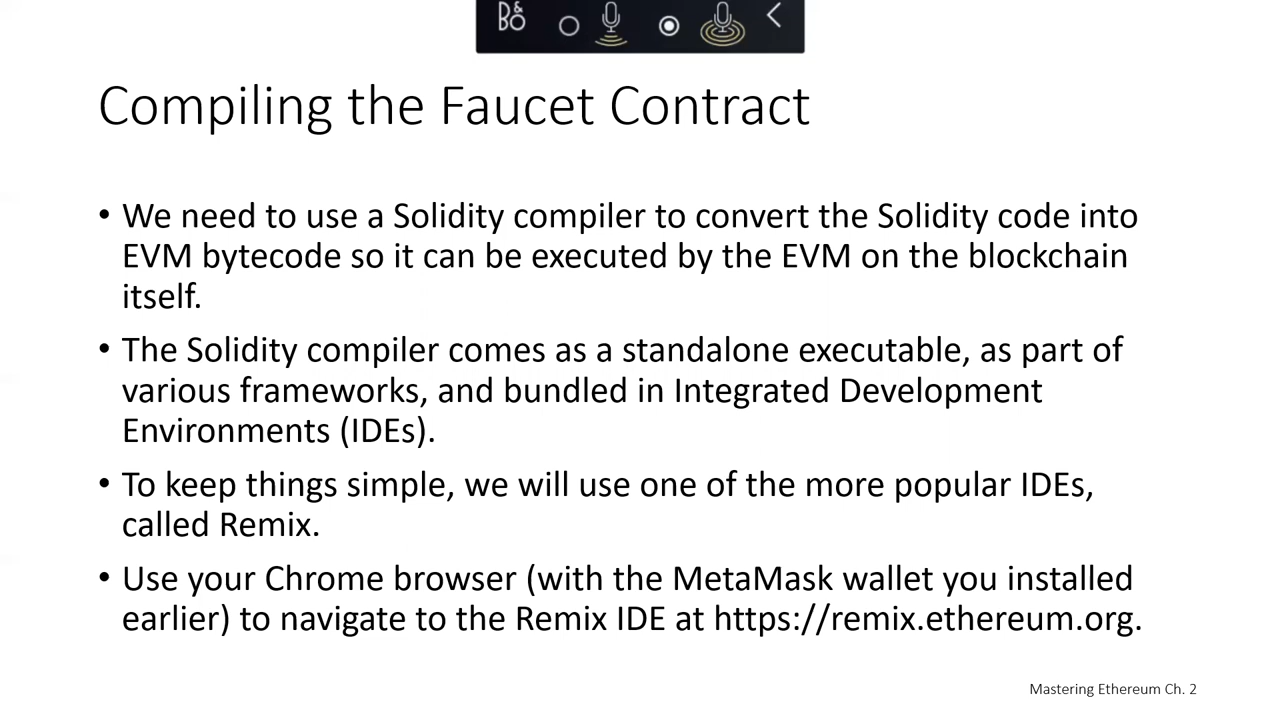 B&O
Compiling the Faucet Contract
• We need to use a Solidity compiler to convert the Solidity code into
EVM bytecode so it can be executed by the EVM on the blockchain
itself.
• The Solidity compiler comes as a standalone executable, as part of
various frameworks, and bundled in Integrated Development
Environments (IDEs).
• To keep things simple, we will use one of the more popular IDEs,
called Remix.
• Use your Chrome browser (with the MetaMask wallet you installed
earlier) to navigate to the Remix IDE at https://remix.ethereum.org.
Mastering Ethereum Ch. 2